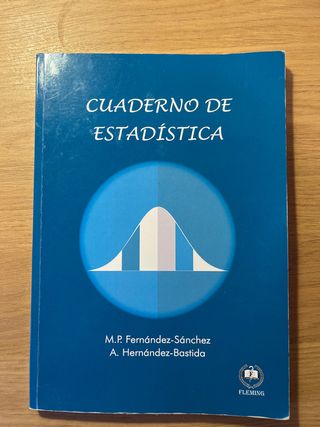 CUADERNO DE
ESTADÍSTICA
M.P. Fernández-Sánchez
A. Hernández-Bastida
FLEMING